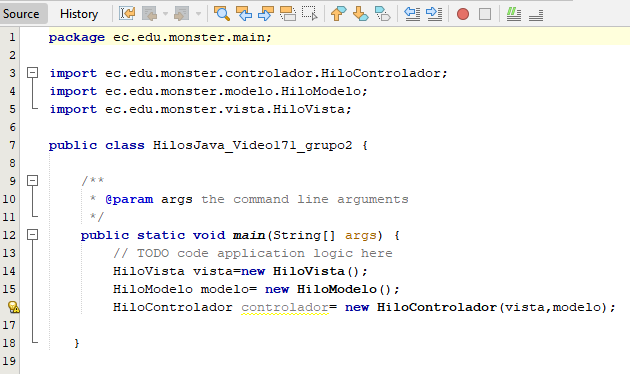 Source History
1 package ec.edu.monster.main;
2
3 import ec.edu.monster.controlador.HiloControlador;
4 import ec.edu.monster.modelo.HiloModelo;
5 import ec.edu.monster.vista.HiloVista;
6
7 public class HilosJava_Video171_grupo2 {
8
9 /**
10 * @param args the command line arguments
11 */
12 public static void main(String[] args) {
13 // TODO code application logic here
14 HiloVista vista=new HiloVista();
15 HiloModelo modelo= new HiloModelo();
HiloControlador controlador= new HiloControlador(vista,modelo);
17
18 }
19